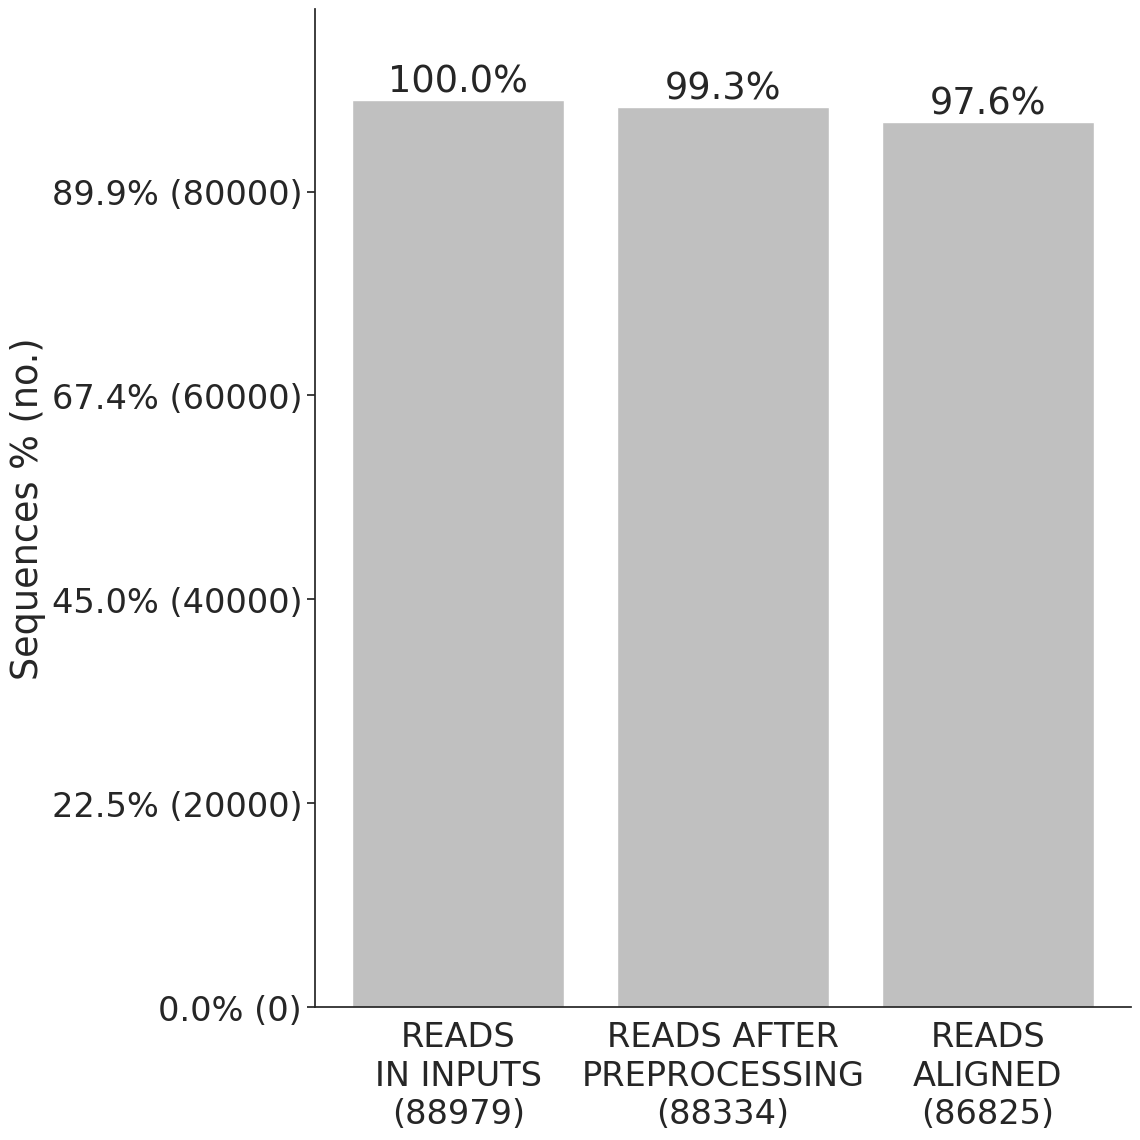 100.0%
99.3%
97.6%
89.9% (80000)
67.4% (60000)
45.0% (40000)
22.5% (20000)
0.0% (0)
Sequences % (no.)
READS
IN INPUTS
(88979)
READS AFTER
PREPROCESSING
(88334)
READS
ALIGNED
(86825)